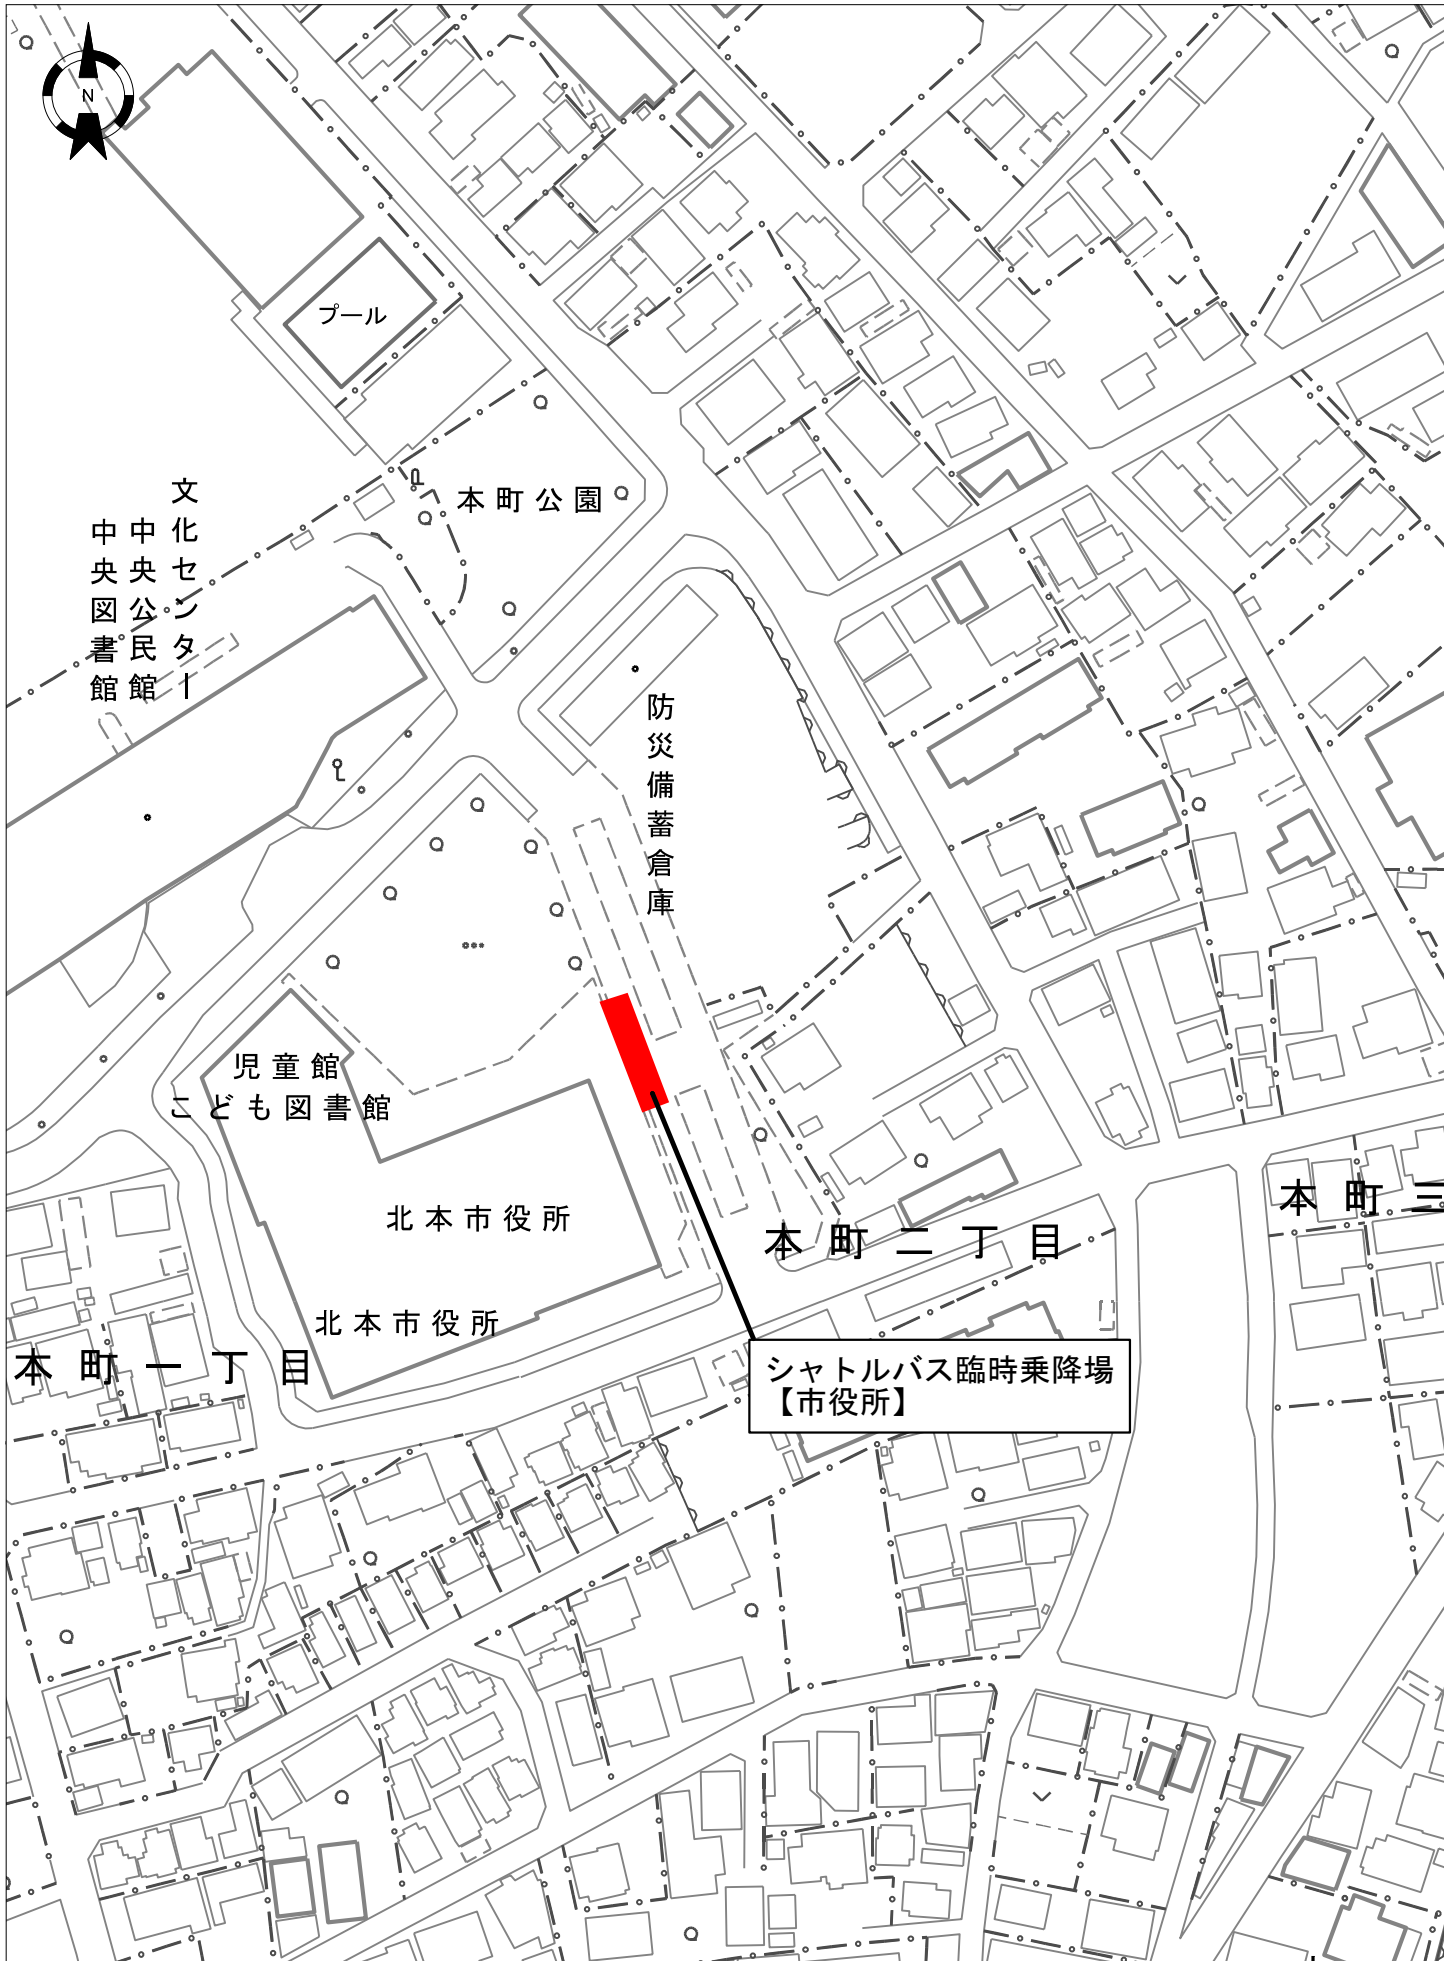 N
プール
本町公園
文化センター
中央公民館
中央図書館
防災備蓄倉庫
児童館
こども図書館
北本市役所
本町二丁目
本町三
北本市役所
本町一丁目
シャトルバス臨時乗降場
【市役所】